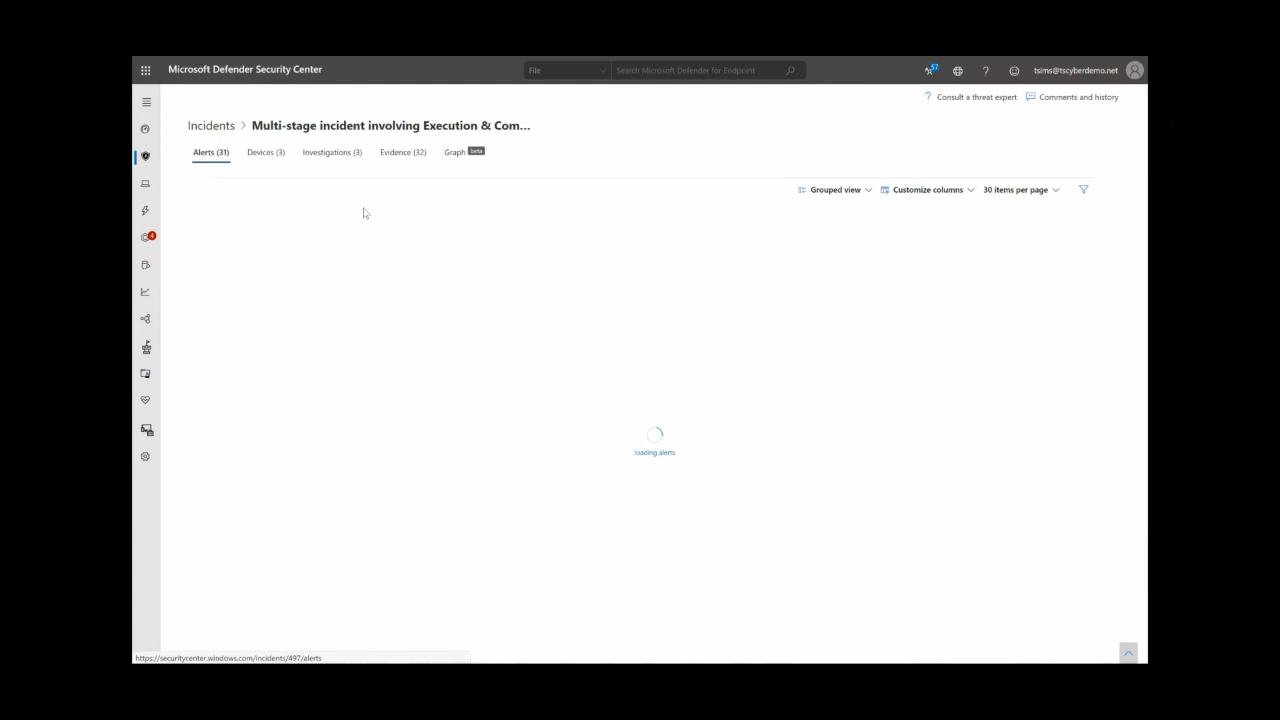 Microsoft Defender Security Center
File
Search Microsoft Defender for Endpoint
57
?
tsims@tscyberdemo.net
? Consult a threat expert
Comments and history
Incidents > Multi-stage incident involving Execution & Com...
Alerts (31)
Devices (3)
Investigations (3)
Evidence (32)
Graph beta
Grouped view
Customize columns
30 items per page
4
loading alerts
https://securitycenter.windows.com/incidents/497/alerts